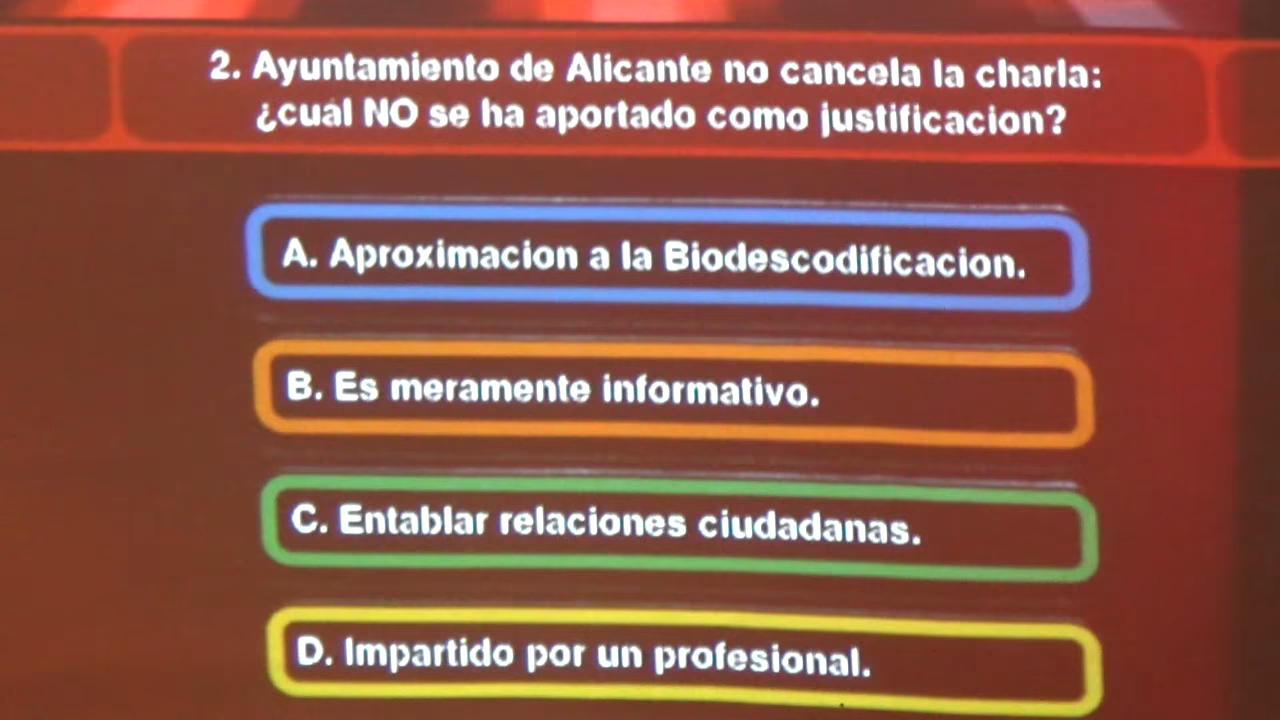 2. Ayuntamiento de Alicante no cancela la charla:
¿cual NO se ha aportado como justificacion?
A. Aproximacion a la Biodescodificacion.
B. Es meramente informativo.
C. Entablar relaciones ciudadanas.
D. Impartido por un profesional.